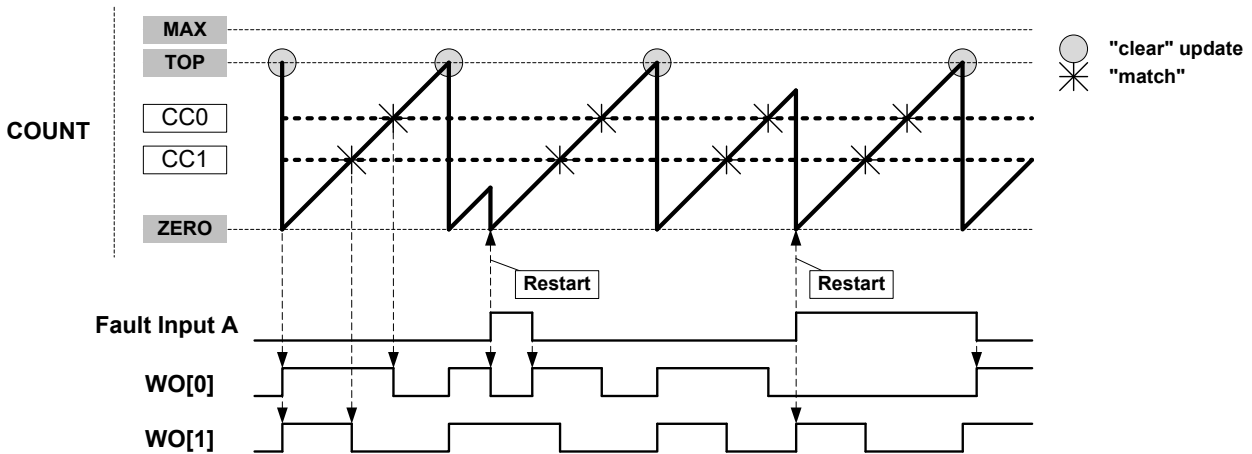 MAX
"clear" update
TOP
"match"
CC0
COUNT
CC1
ZERO
Restart
Restart
Fault Input A
WO[0]
WO[1]